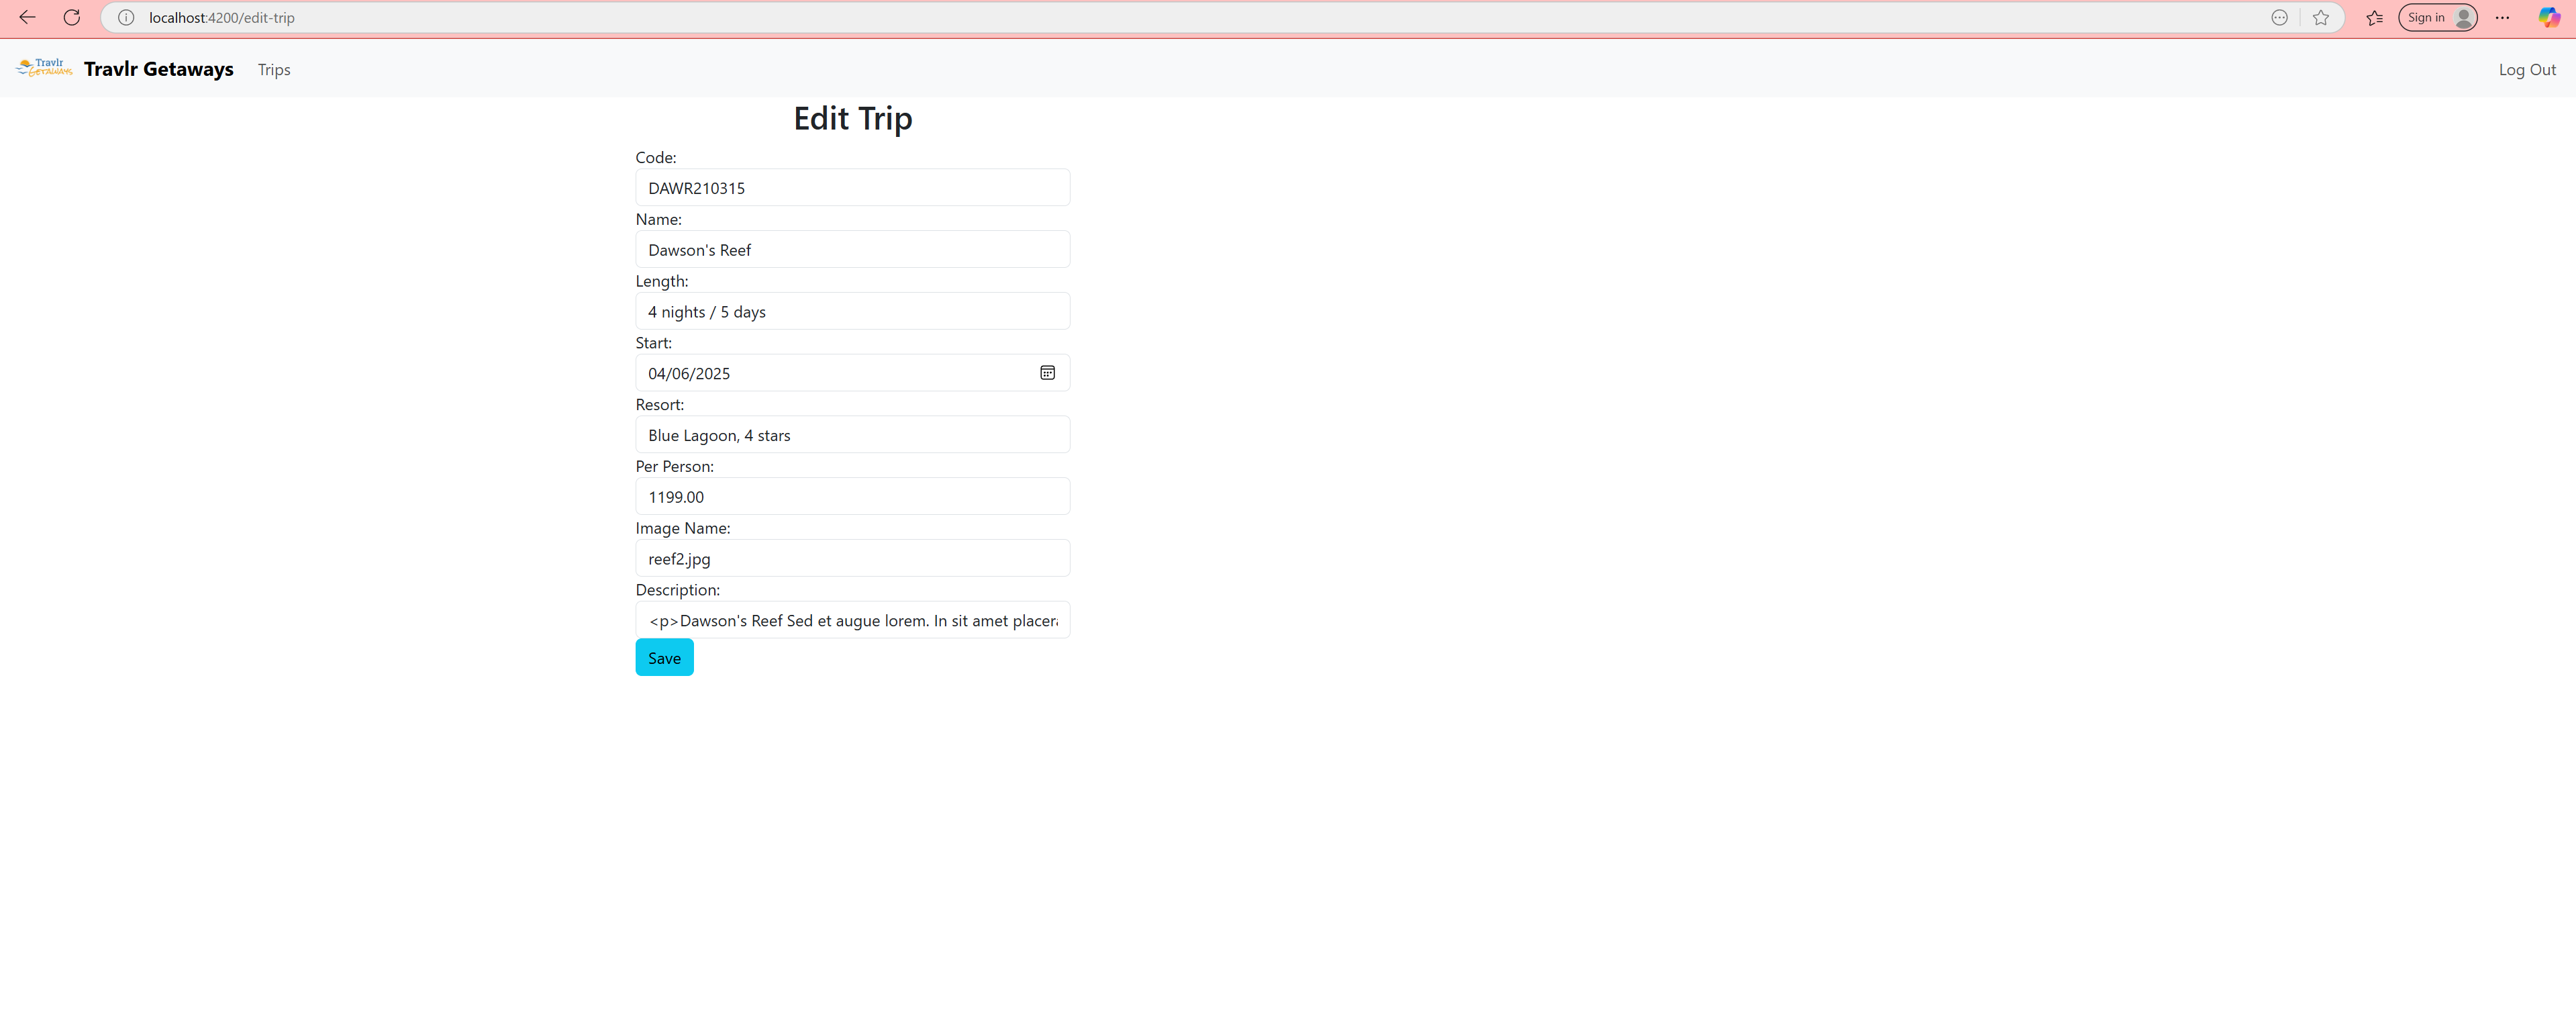 localhost:4200/edit-trip
Sign in
Travlr
GETAWAYS
Travlr Getaways
Trips
Log Out
Edit Trip
Code:
DAWR210315
Name:
Dawson's Reef
Length:
4 nights / 5 days
Start:
04/06/2025
Resort:
Blue Lagoon, 4 stars
Per Person:
1199.00
Image Name:
reef2.jpg
Description:
<p>Dawson's Reef Sed et augue lorem. In sit amet placera
Save